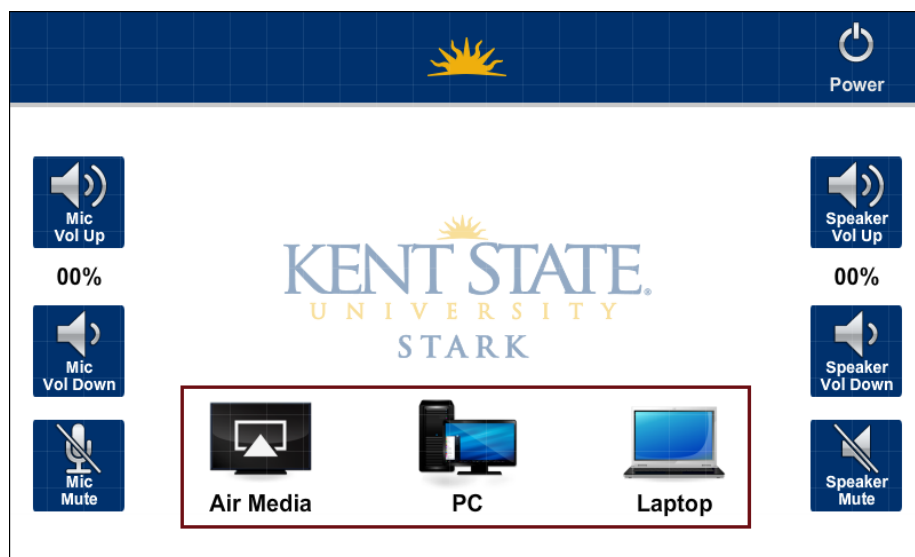 Power
Mic
Vol Up
00%
Mic
Vol Down
Mic
Mute
KENT STATE.
UNIVERSITY
STARK
Air Media
PC
Laptop
Speaker
Vol Up
00%
Speaker
Vol Down
Speaker
Mute